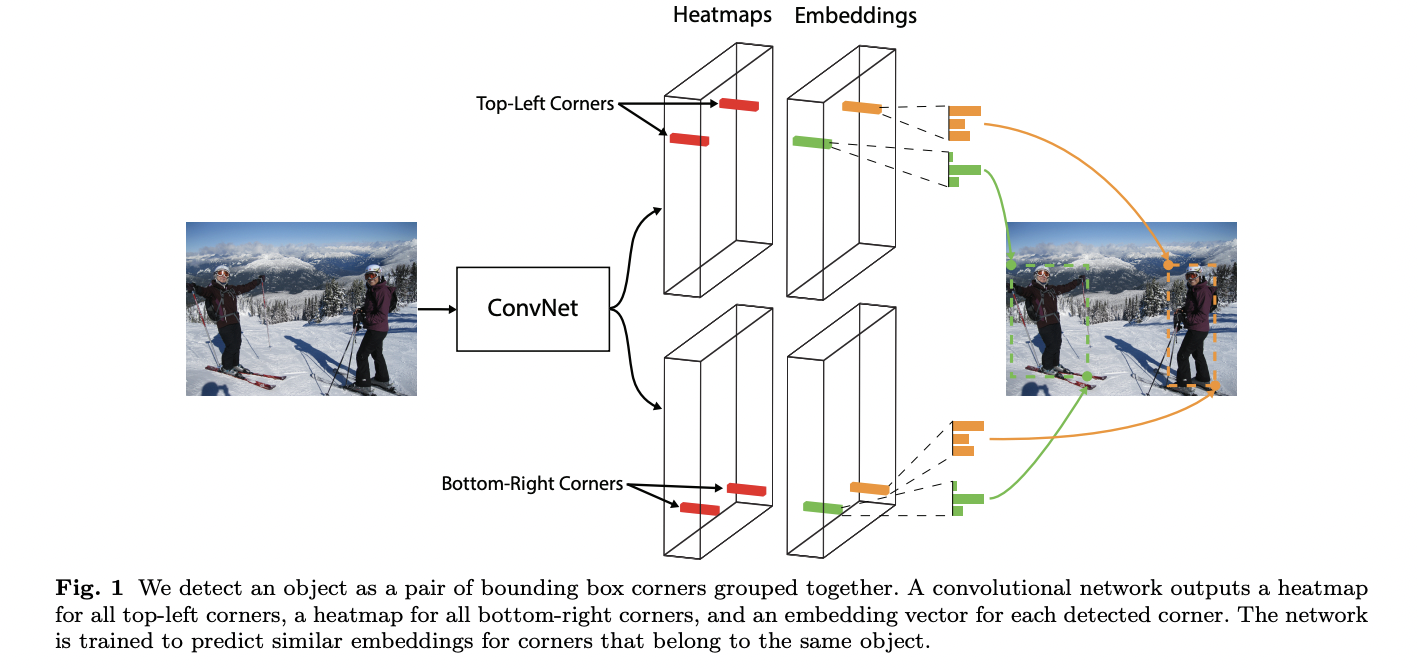 Heatmaps Embeddings
Top-Left Corners
ConvNet
Bottom-Right Corners
Fig. 1 We detect an object as a pair of bounding box corners grouped together. A convolutional network outputs a heatmap
for all top-left corners, a heatmap for all bottom-right corners, and an embedding vector for each detected corner. The network
is trained to predict similar embeddings for corners that belong to the same object.